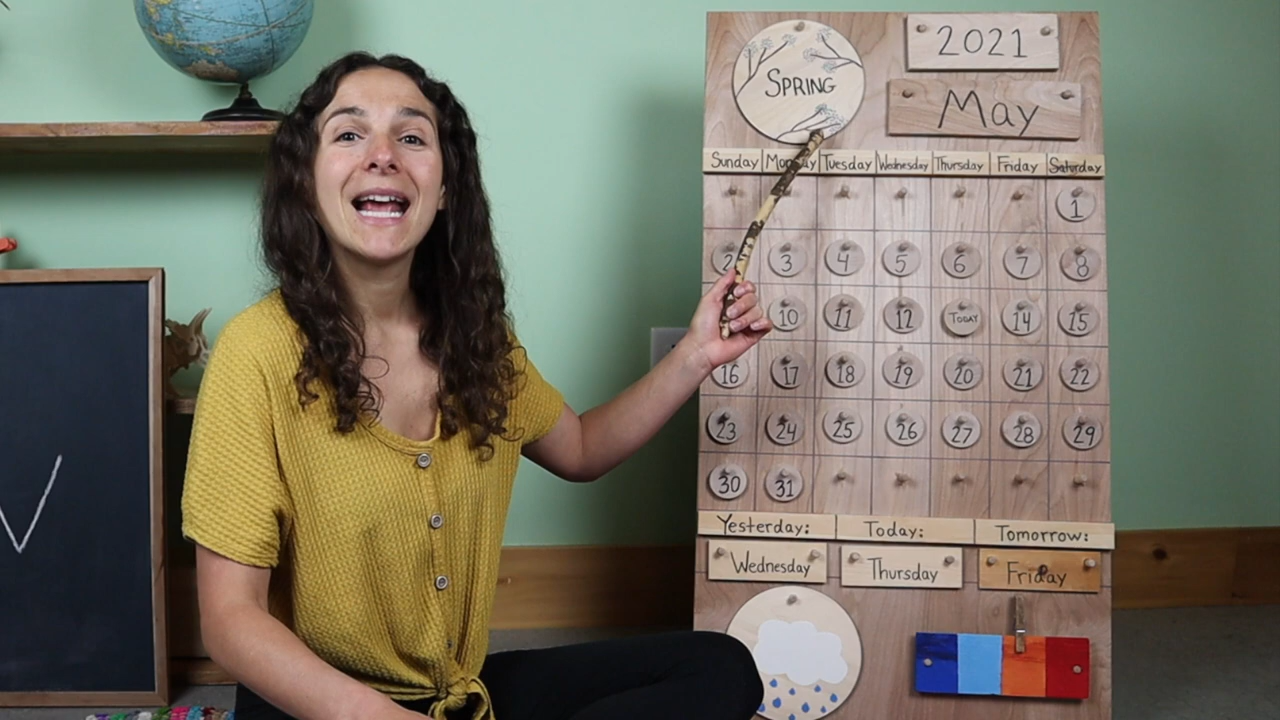 SPRING
2021
May
Sunday Monday Tuesday Wednesday Thursday Friday Saturday
1
2 3 4 5 6 7 8
10 11 12 TODAY 14 15
16 17 18 19 20 21 22
23 24 25 26 27 28 29
30 31
Yesterday: Today: Tomorrow:
Wednesday Thursday Friday
V